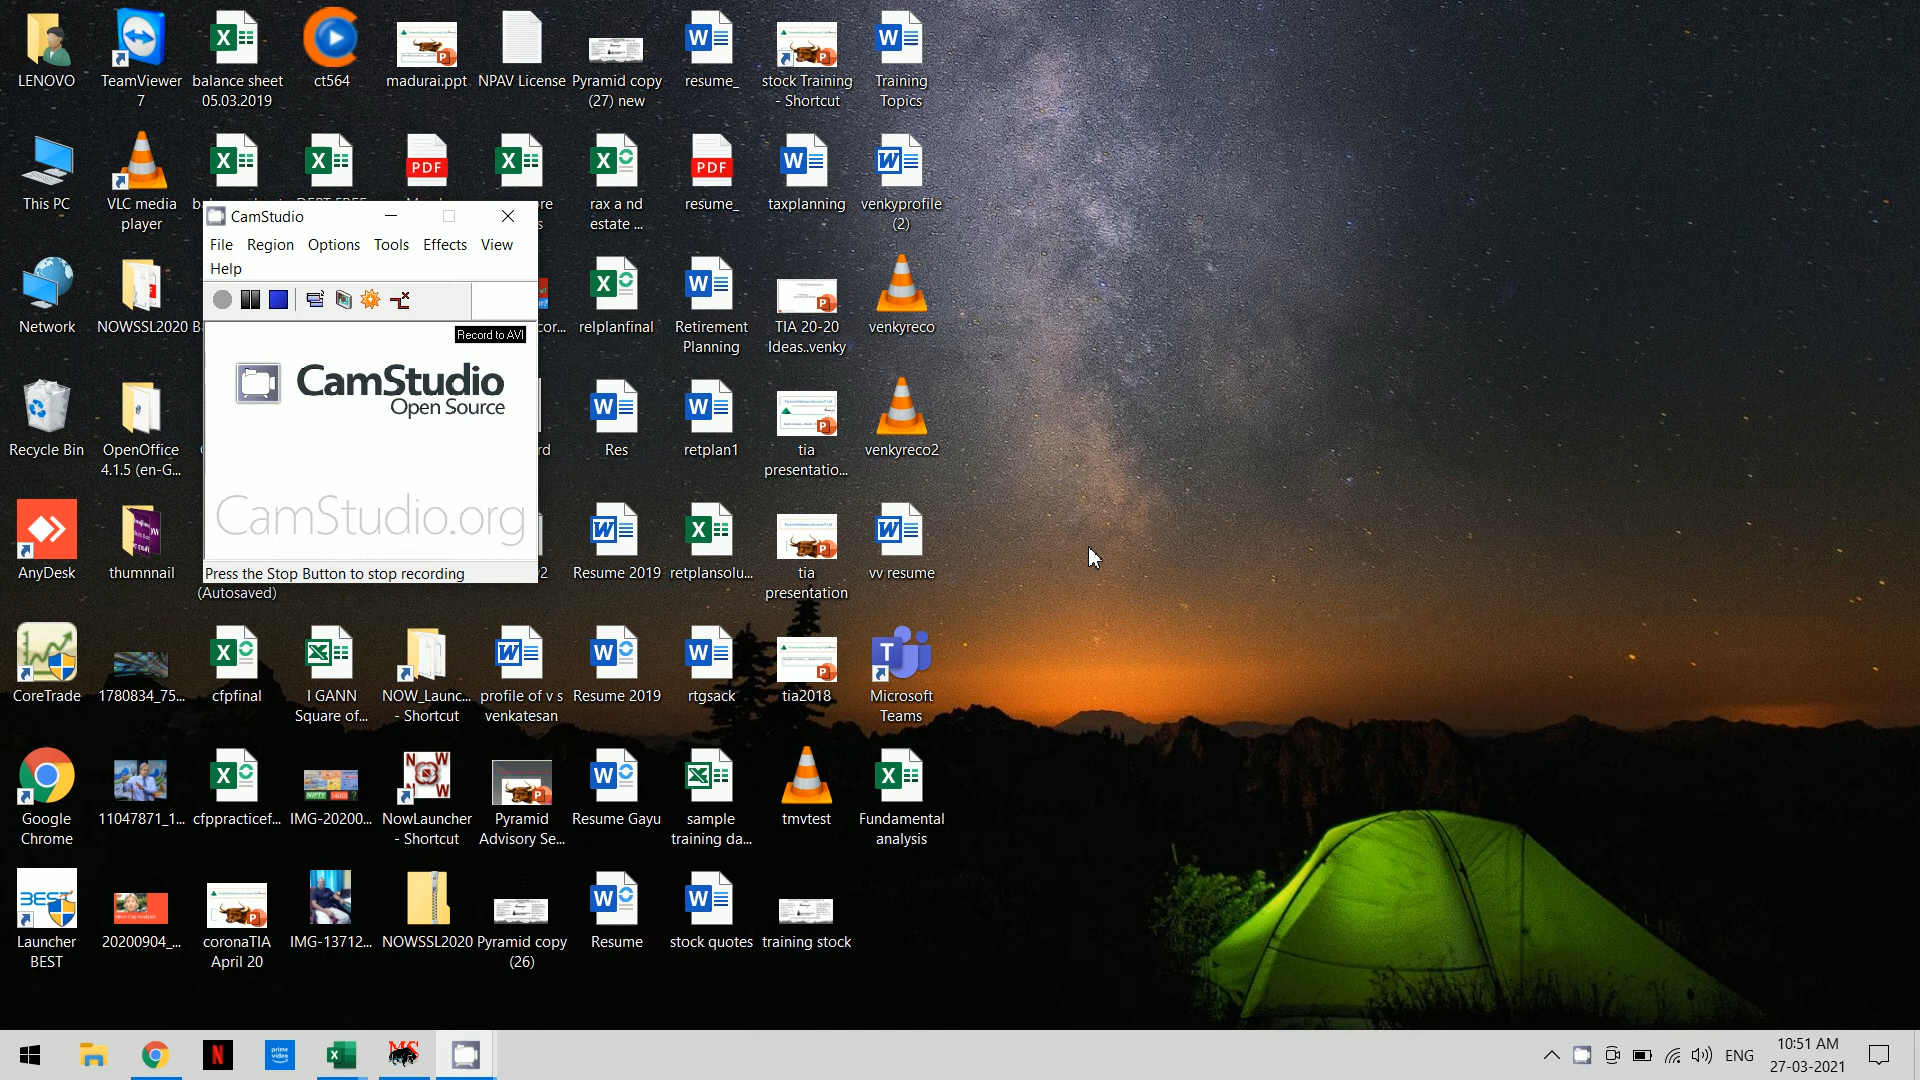 LENOVO
TeamViewer
7
balance sheet
05.03.2019
ct564
madurai.ppt
NPAV License
Pyramid copy
(27) new
resume_
stock Training
- Shortcut
Training
Topics
This PC
VLC media
player
rax a nd
estate ...
resume_
taxplanning
venkyprofile
(2)
CamStudio
File Region Options Tools Effects View
Help
Record to AVI
CamStudio
Open Source
CamStudio.org
Press the Stop Button to stop recording
(Autosaved)
Network
NOWSSL2020
relplanfinal
Retirement
Planning
TIA 20-20
Ideas..venky
venkyreco
Recycle Bin
OpenOffice
4.1.5 (en-G...
Res
retplan1
tia
presentatio...
venkyreco2
AnyDesk
thumnnail
Resume 2019
retplansolu...
tia
presentation
vv resume
CoreTrade
1780834_75...
cfpfinal
I GANN
Square of...
NOW_Launc...
- Shortcut
profile of v s
venkatesan
Resume 2019
rtgsack
tia2018
Microsoft
Teams
Google
Chrome
11047871_1...
cfppracticef...
IMG-20200...
NowLauncher
- Shortcut
Pyramid
Advisory Se...
Resume Gayu
sample
training da...
tmvtest
Fundamental
analysis
Launcher
BEST
20200904_...
coronaTIA
April 20
IMG-13712...
NOWSSL2020
Pyramid copy
(26)
Resume
stock quotes
training stock
prime
video
ENG
10:51 AM
27-03-2021